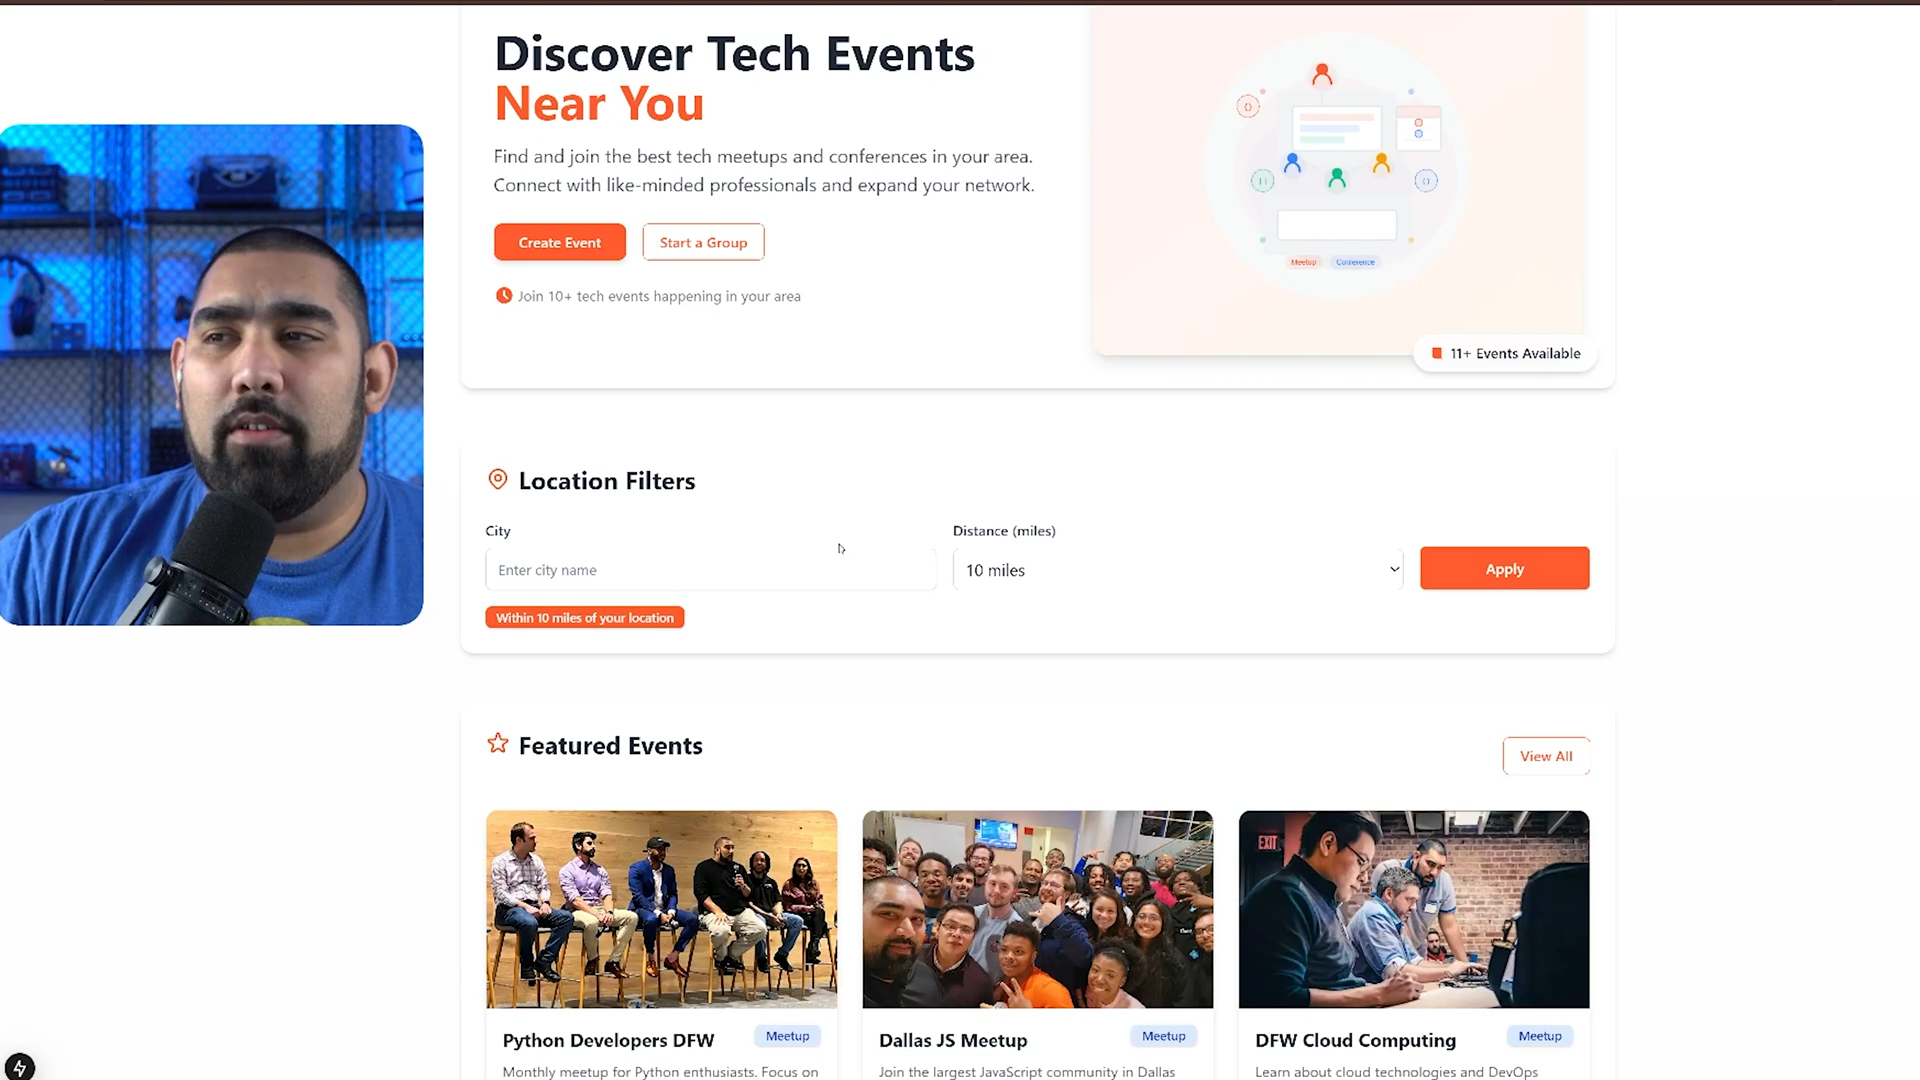 Discover Tech Events
Near You
Find and join the best tech meetups and conferences in your area.
Connect with like-minded professionals and expand your network.
Create Event
Start a Group
Join 10+ tech events happening in your area
Meetup
Conference
11+ Events Available
Location Filters
City
Distance (miles)
Enter city name
10 miles
Apply
Within 10 miles of your location
Featured Events
View All
EXIT
Python Developers DFW
Meetup
Dallas JS Meetup
Meetup
DFW Cloud Computing
Meetup
Monthly meetup for Python enthusiasts. Focus on
Join the largest JavaScript community in Dallas
Learn about cloud technologies and DevOps